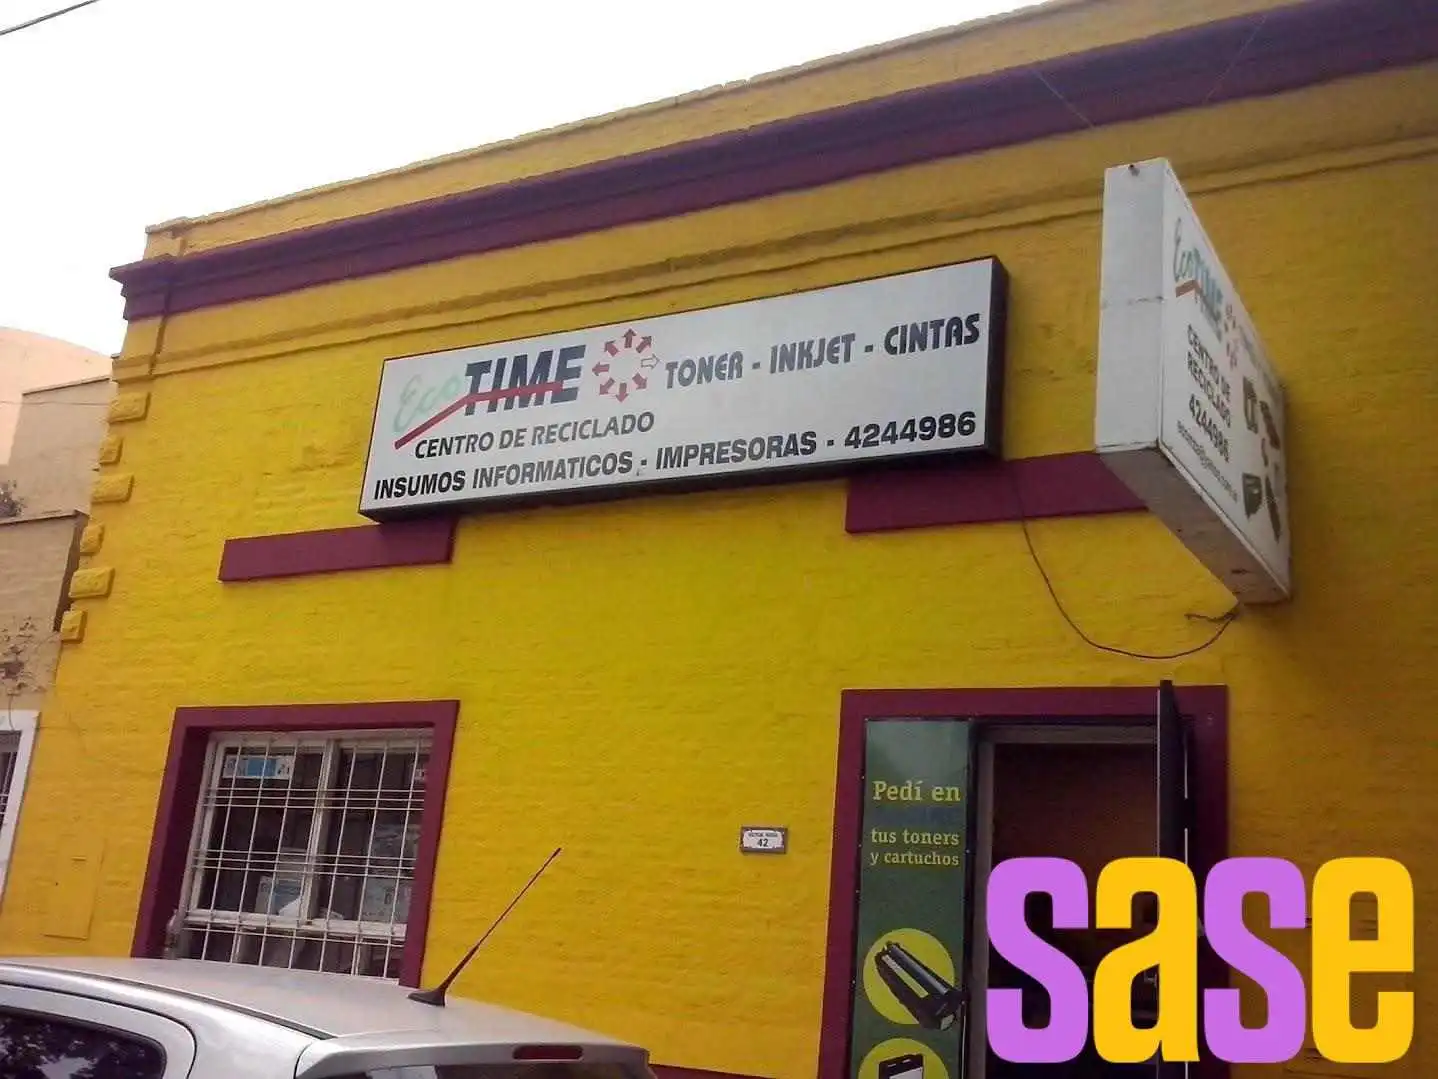 EcoTIME
TONER - INKJET - CINTAS
CENTRO DE RECICLADO
INSUMOS INFORMATICOS - IMPRESORAS - 4244986
EcoTIME
CENTRO DE
RECICLADO
4244986
42
Pedí en
tus toners
y cartuchos
sase